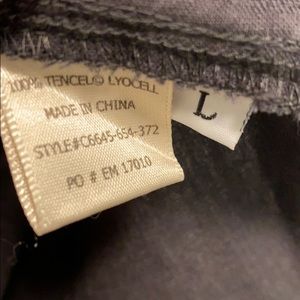 100% TENCEL© LYOCELL
MADE IN CHINA
STYLE#C6645-654-372
PO # EM 17010
L